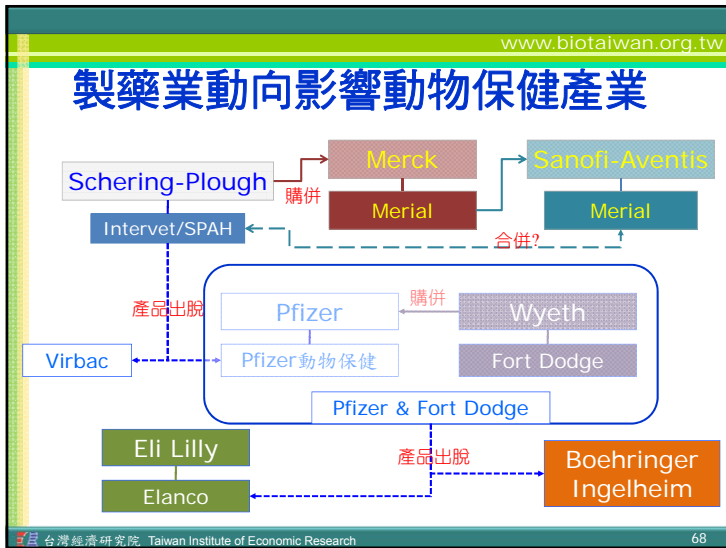 www.biotaiwan.org.tw
製藥業動向影響動物保健產業
Merck
Sanofi-Aventis
Schering-Plough
購併
Merial
Merial
Intervet/SPAH
合併?
產品出脫
購併
Pfizer
Wyeth
Virbac
Pfizer動物保健
Fort Dodge
Pfizer & Fort Dodge
Eli Lilly
產品出脫
Boehringer
Ingelheim
Elanco
台灣經濟研究院 Taiwan Institute of Economic Research
68